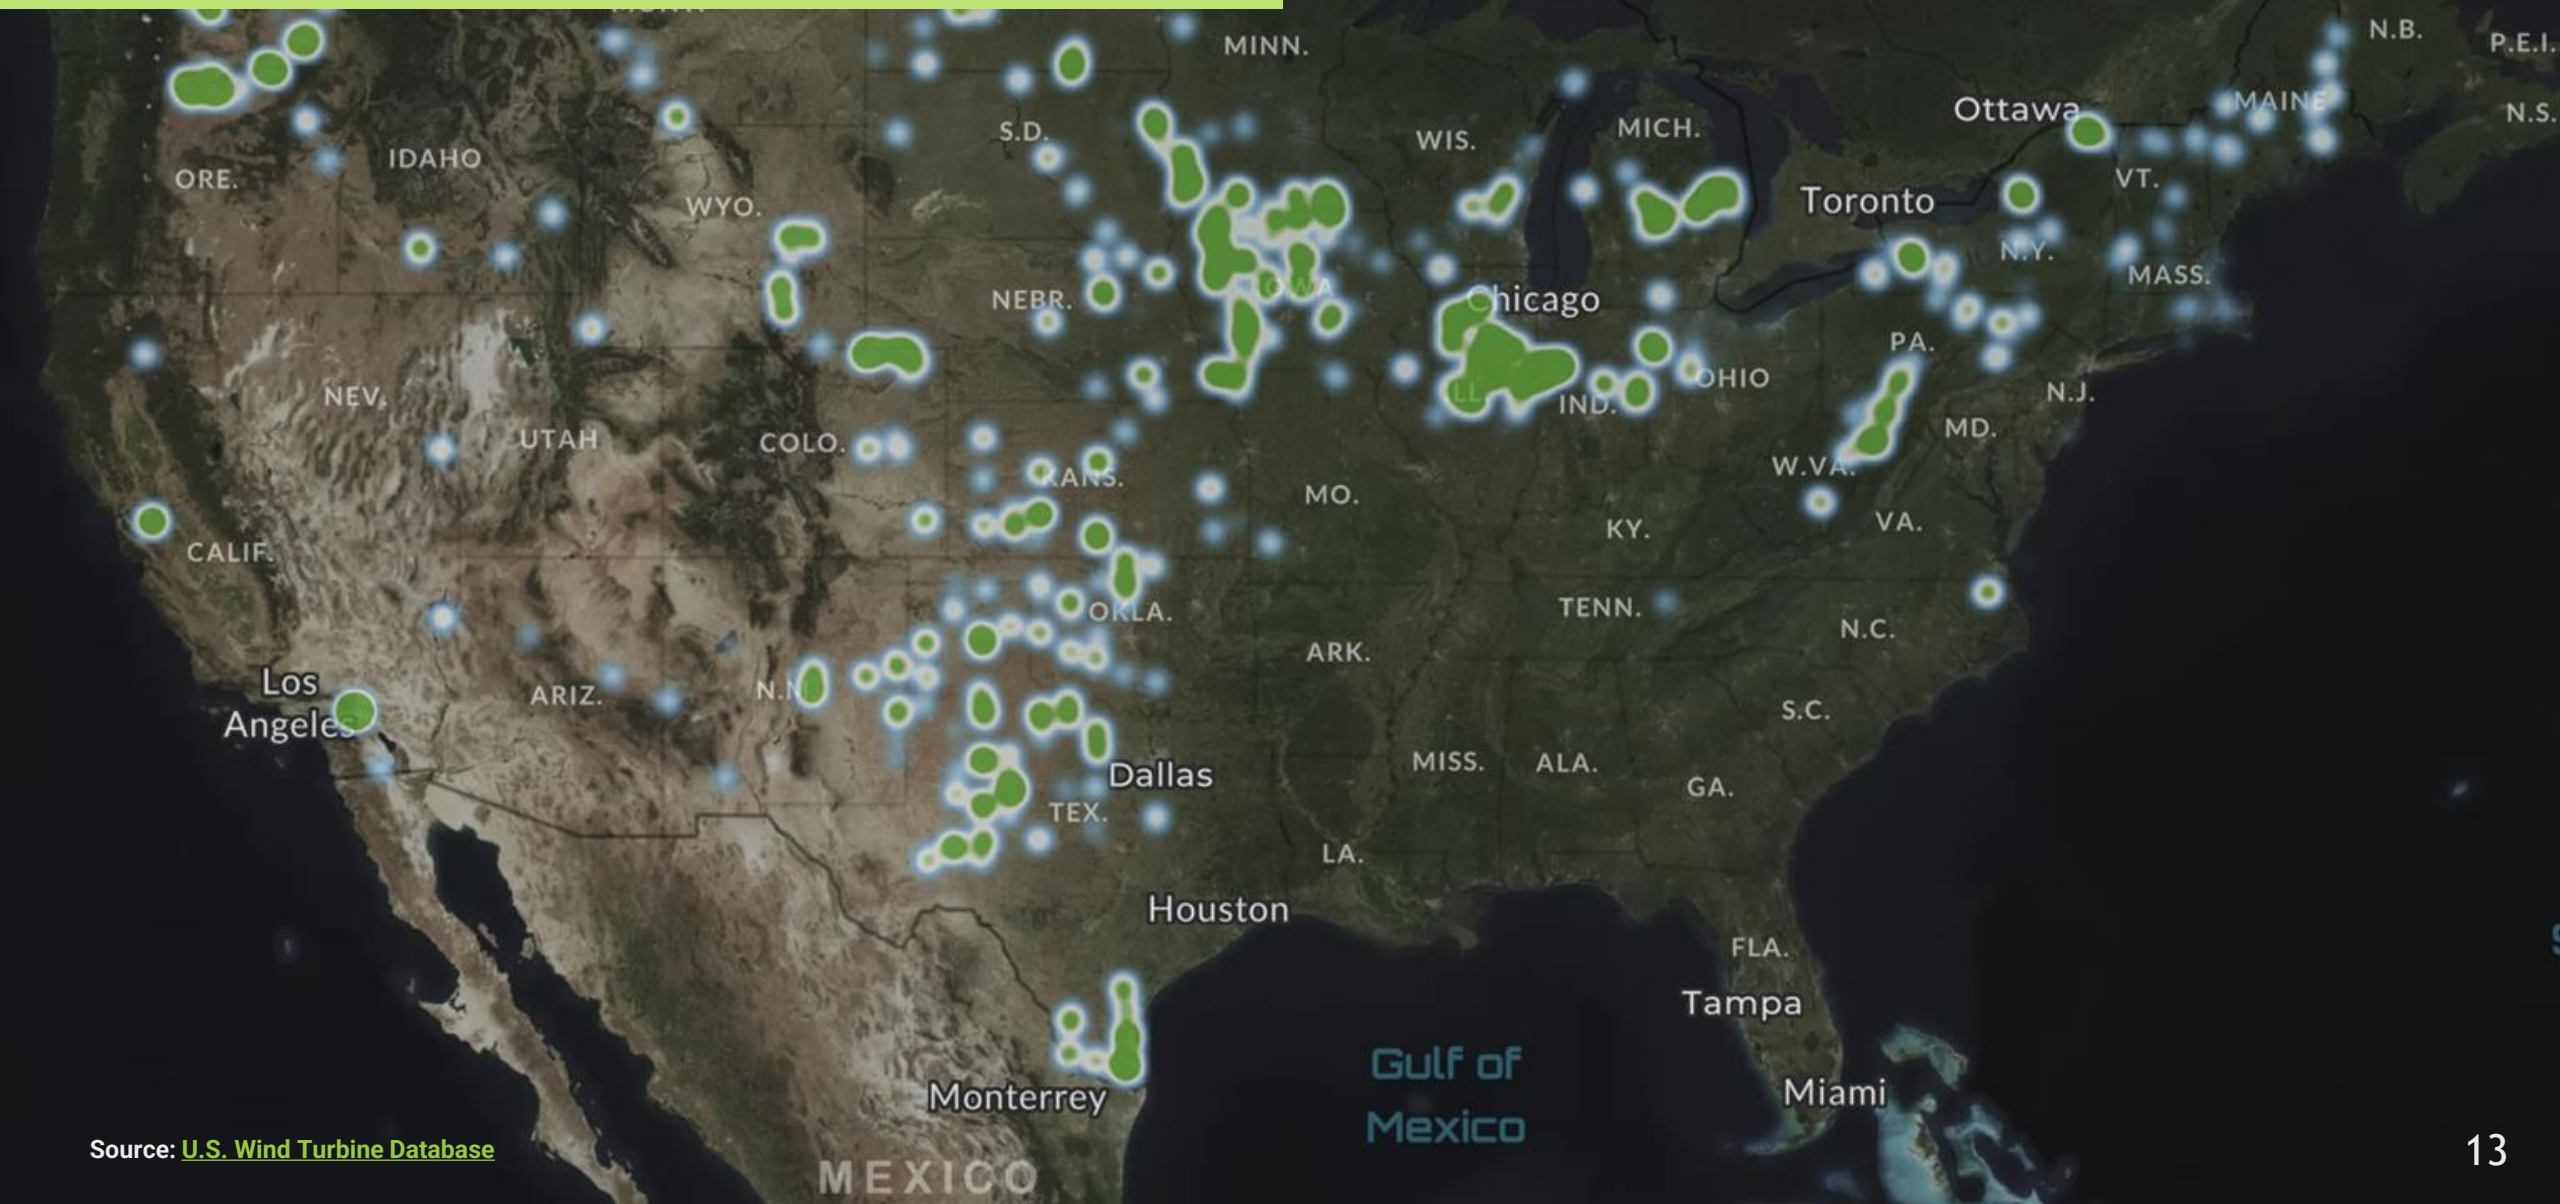 N.B.
P.E.I.
MINN.
MAINE
Ottawa
N.S.
S.D.
MICH.
WIS.
IDAHO
ORE.
VT.
Toronto
WYO.
N.Y.
MASS.
IOWA
NEBR.
Chicago
PA.
OHIO
N.J.
NEV.
ILL.
IND.
MD.
UTAH
COLO.
W.VA.
KANS.
MO.
VA.
KY.
CALIF.
TENN.
OKLA.
N.C.
ARK.
Los
Angeles
ARIZ.
N.M.
S.C.
MISS.
ALA.
Dallas
GA.
TEX.
LA.
Houston
FLA.
Tampa
Gulf of
Mexico
Monterrey
Miami
Source: U.S. Wind Turbine Database
13
MEXICO